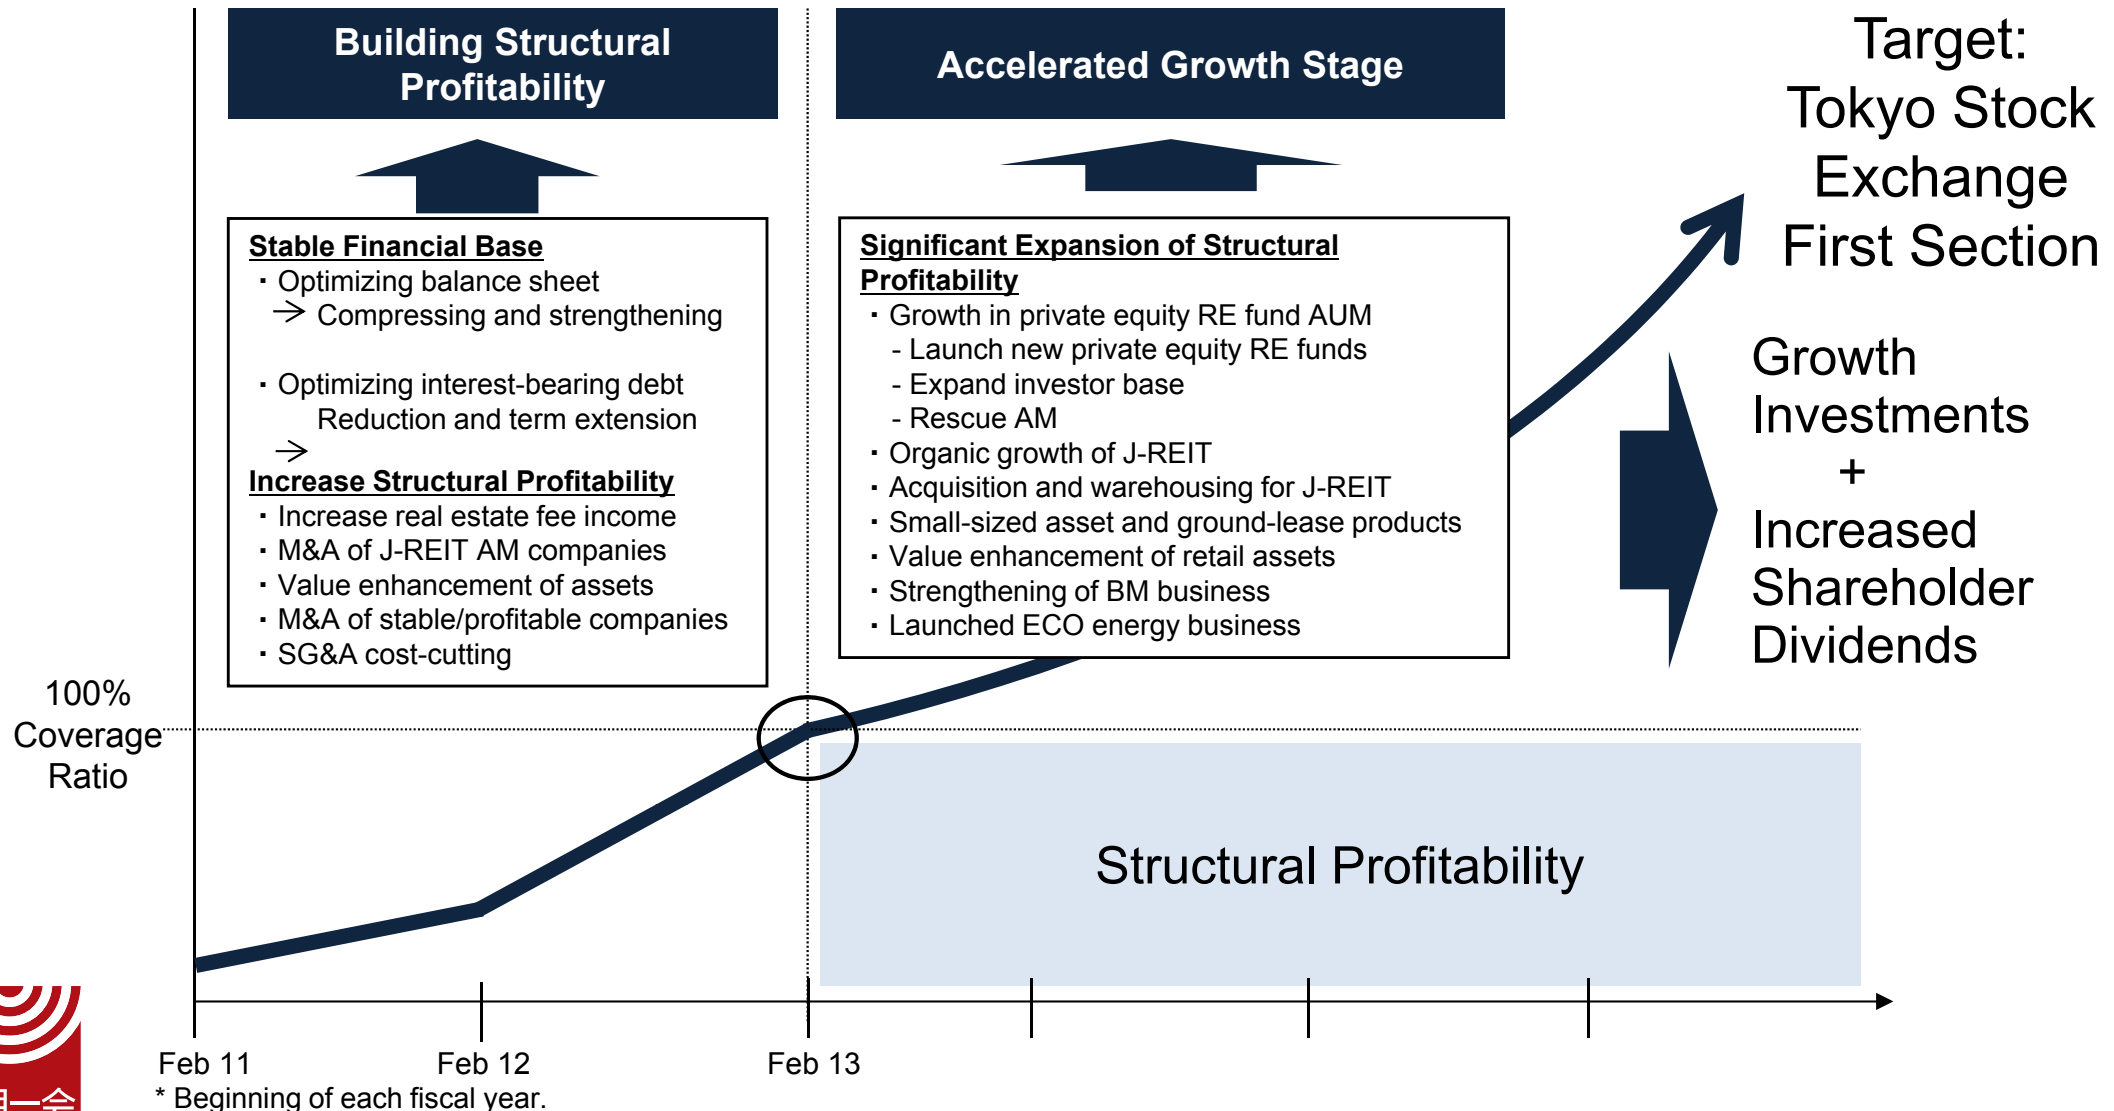 Building Structural
Profitability
Accelerated Growth Stage
Target:
Tokyo Stock
Exchange
First Section
Stable Financial Base
・Optimizing balance sheet
→ Compressing and strengthening
・Optimizing interest-bearing debt
Reduction and term extension
→
Increase Structural Profitability
・Increase real estate fee income
・M&A of J-REIT AM companies
・Value enhancement of assets
・M&A of stable/profitable companies
・SG&A cost-cutting
Significant Expansion of Structural
Profitability
・Growth in private equity RE fund AUM
- Launch new private equity RE funds
- Expand investor base
- Rescue AM
・Organic growth of J-REIT
・Acquisition and warehousing for J-REIT
・Small-sized asset and ground-lease products
・Value enhancement of retail assets
・Strengthening of BM business
・Launched ECO energy business
Growth
Investments
+
Increased
Shareholder
Dividends
100%
Coverage
Ratio
Structural Profitability
Feb 11
Feb 12
Feb 13
* Beginning of each fiscal year.